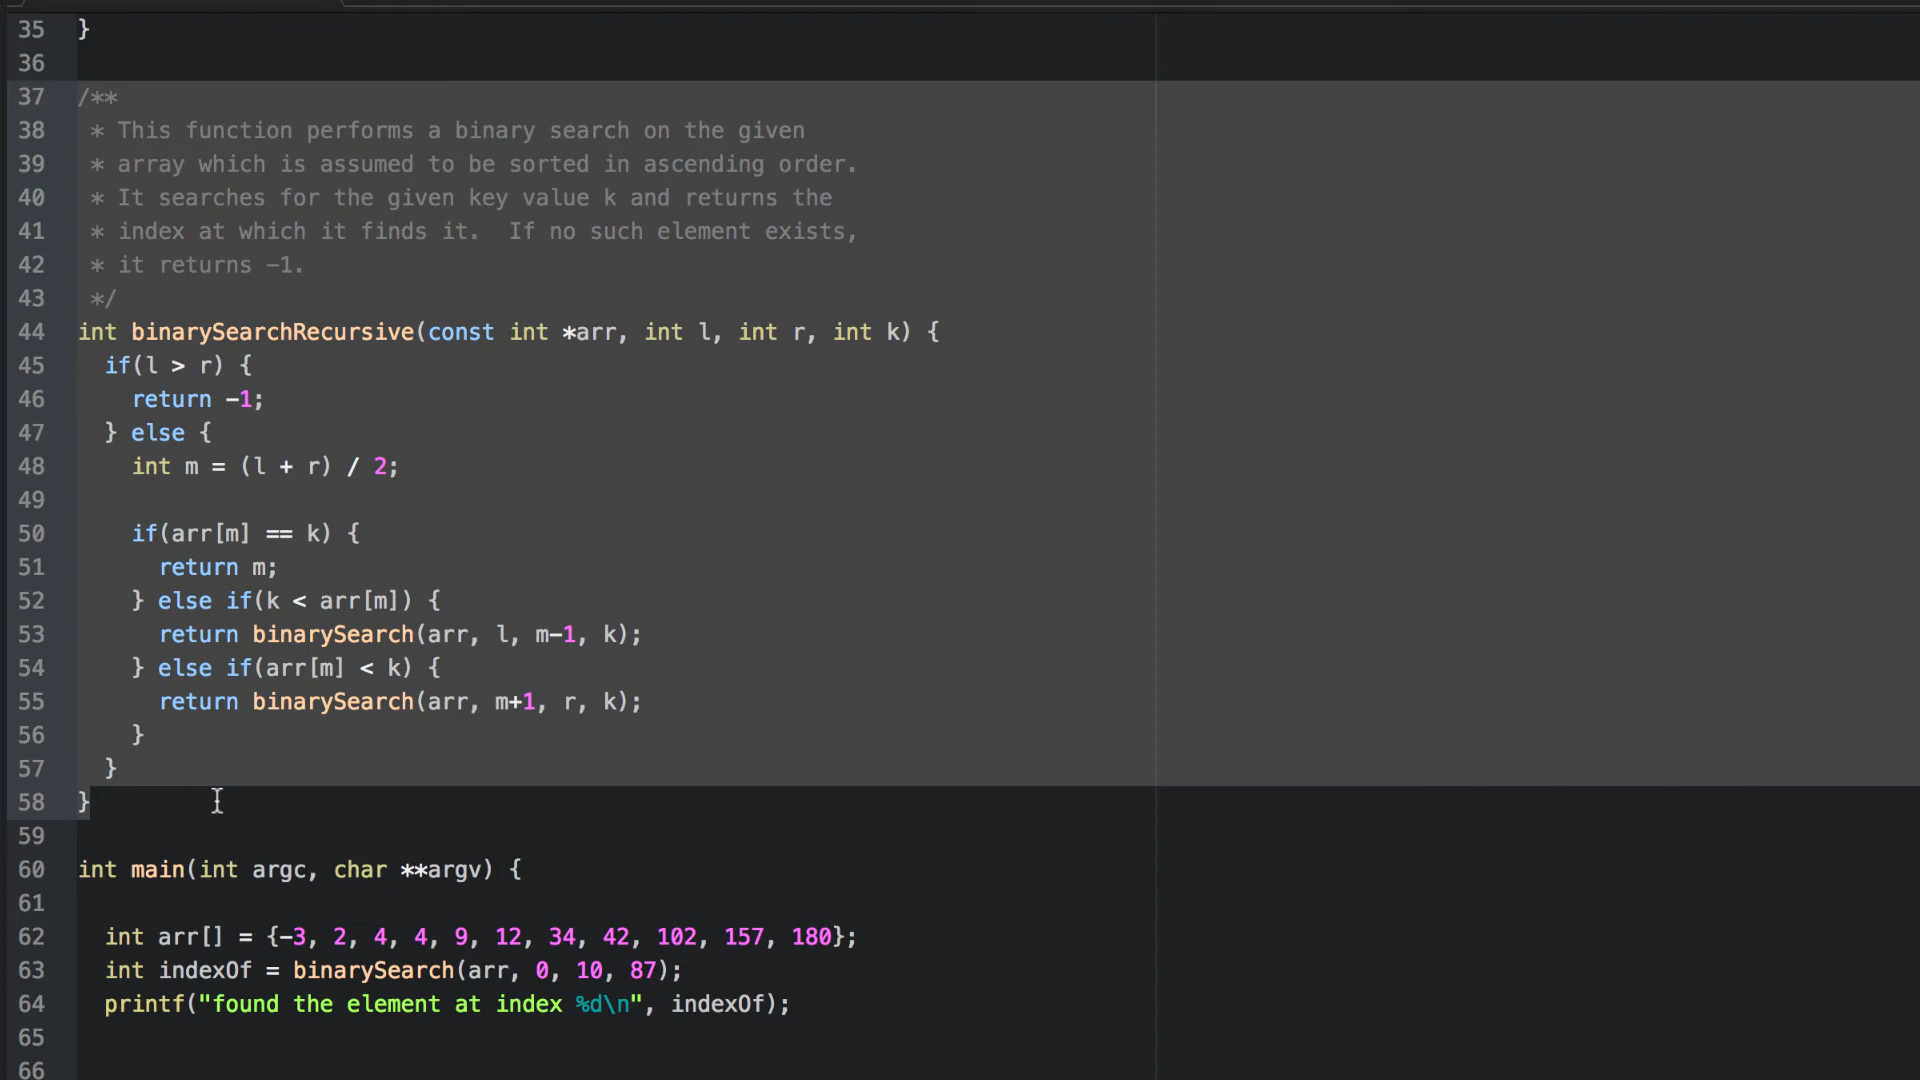 35 }
36
37 /**
38  * This function performs a binary search on the given
39  * array which is assumed to be sorted in ascending order.
40  * It searches for the given key value k and returns the
41  * index at which it finds it.  If no such element exists,
42  * it returns -1.
43  */
44 int binarySearchRecursive(const int *arr, int l, int r, int k) {
45   if(l > r) {
46     return -1;
47   } else {
48     int m = (l + r) / 2;
49
50     if(arr[m] == k) {
51       return m;
52     } else if(k < arr[m]) {
53       return binarySearch(arr, l, m-1, k);
54     } else if(arr[m] < k) {
55       return binarySearch(arr, m+1, r, k);
56     }
57   }
58 }
59
60 int main(int argc, char **argv) {
61
62   int arr[] = {-3, 2, 4, 4, 9, 12, 34, 42, 102, 157, 180};
63   int indexOf = binarySearch(arr, 0, 10, 87);
64   printf("found the element at index %d\n", indexOf);
65
66